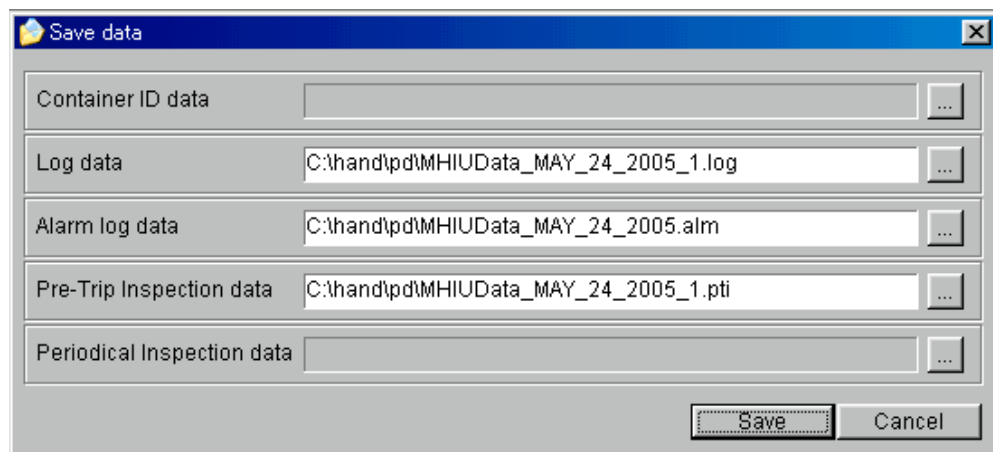 Save data
Container ID data ...
Log data C:\hand\pd\MHIUData_MAY_24_2005_1.log ...
Alarm log data C:\hand\pd\MHIUData_MAY_24_2005.alm ...
Pre-Trip Inspection data C:\hand\pd\MHIUData_MAY_24_2005_1.pti ...
Periodical Inspection data ...
Save Cancel